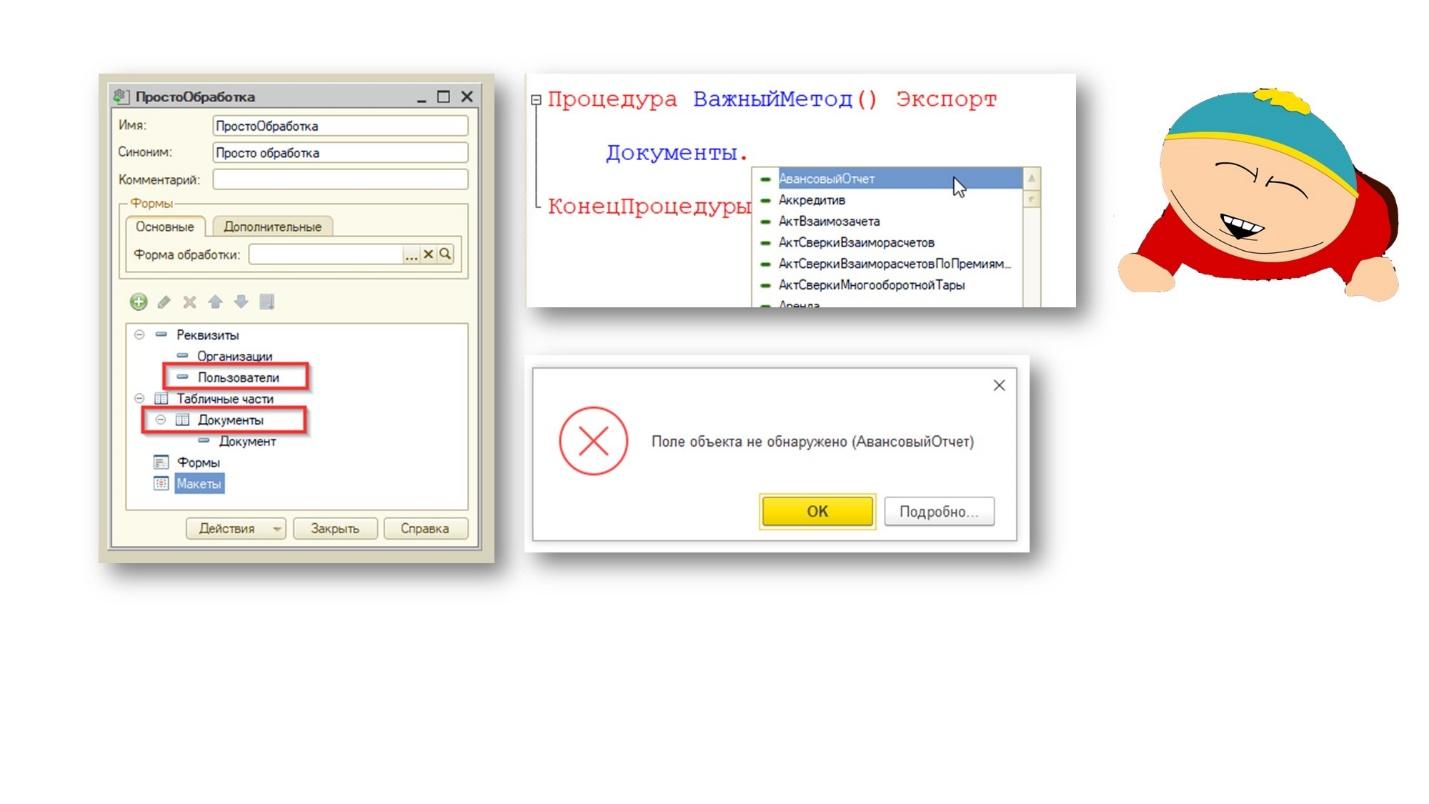 ПростоОбработка
Имя: ПростоОбработка
Синоним: Просто обработка
Комментарий:
Формы
Основные Дополнительные
Форма обработки:
Реквизиты
Организации
Пользователи
Табличные части
Документы
Документ
Формы
Макеты
Действия Закрыть Справка
Процедура ВажныйМетод() Экспорт
Документы.
АвансовыйОтчет
Аккредитив
КонецПроцедуры
АктВзаимозачета
АктСверкиВзаиморасчетов
АктСверкиВзаиморасчетовПоПремиям...
АктСверкиМногооборотнойТары
Аренда
Поле объекта не обнаружено (АвансовыйОтчет)
ОК Подробно...